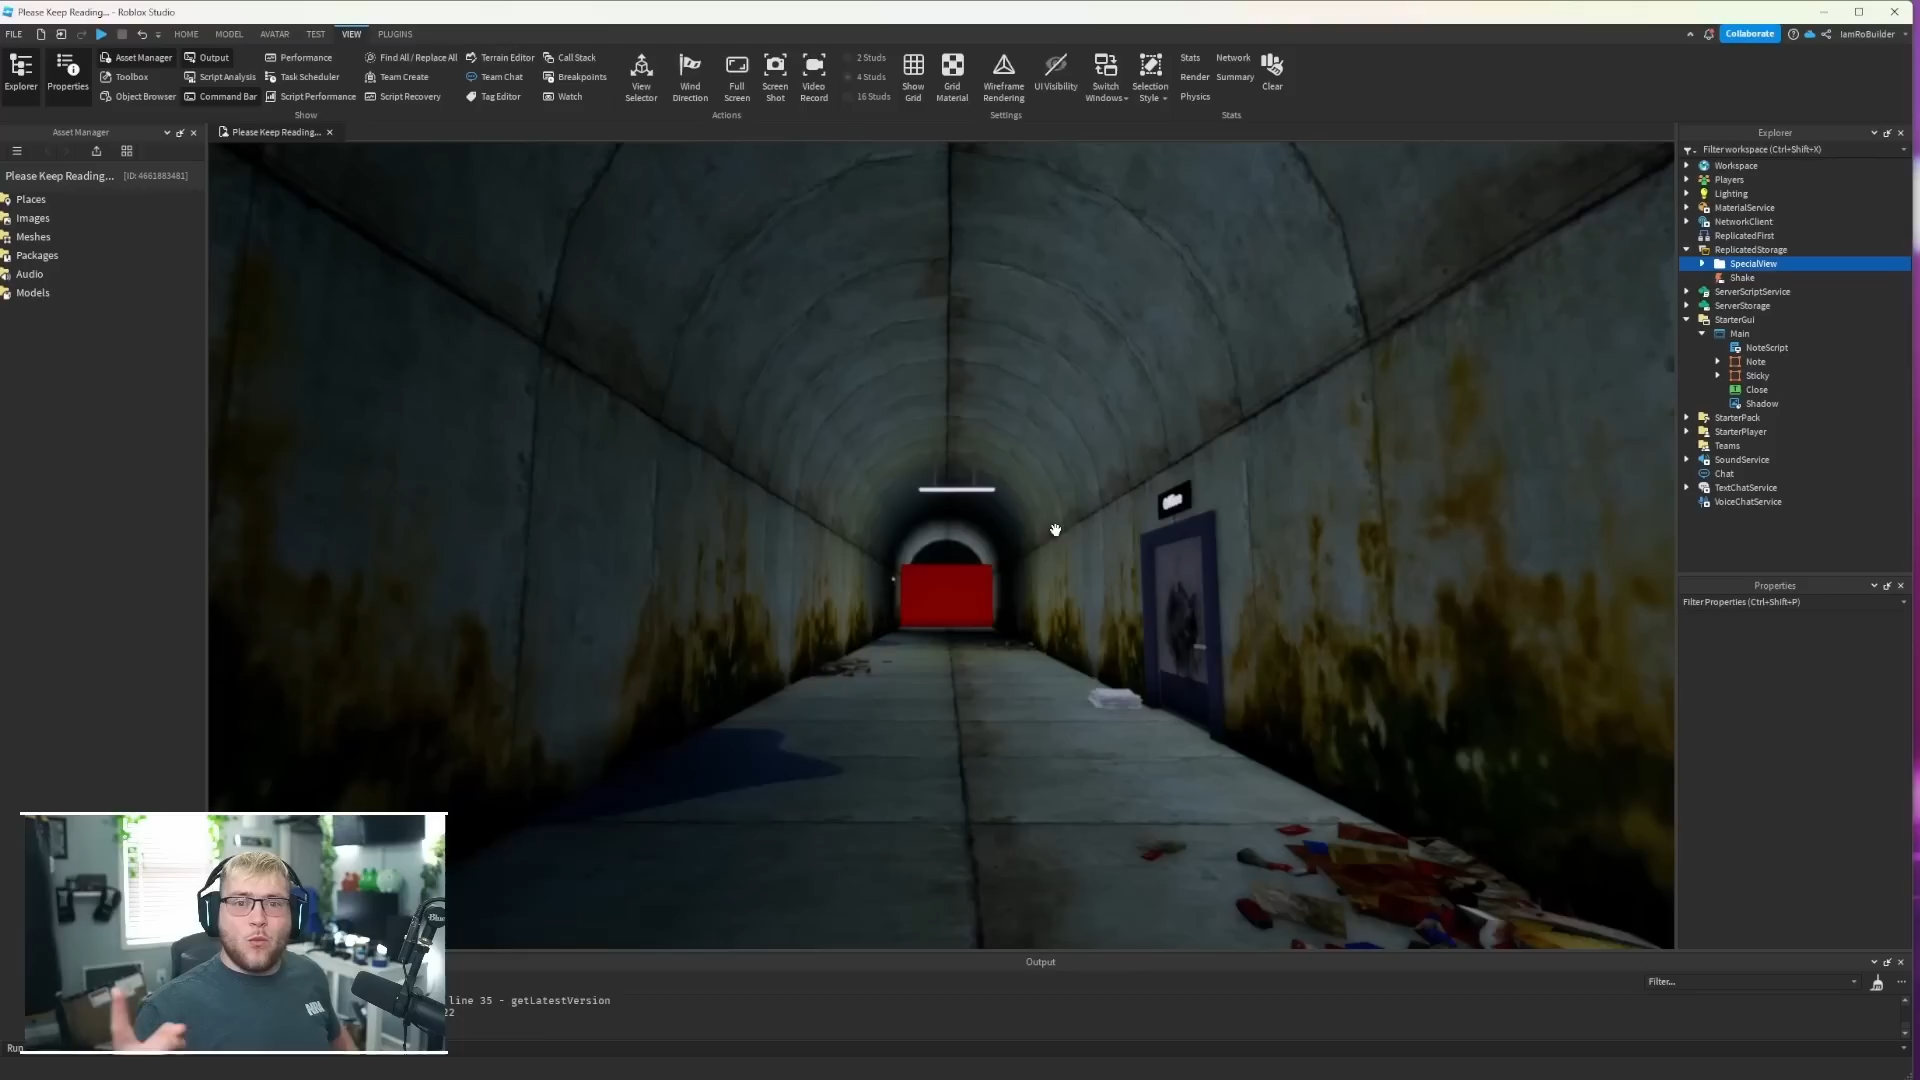 Please Keep Reading... - Roblox Studio
FILE HOME MODEL AVATAR TEST VIEW PLUGINS Collaborate IamRoBuilder
Explorer Properties
Asset Manager Output Performance Find All / Replace All Terrain Editor Call Stack
Toolbox Script Analysis Task Scheduler Team Create Team Chat Breakpoints
Object Browser Command Bar Script Performance Script Recovery Tag Editor Watch
Show
View Selector Wind Direction Full Screen Screen Shot Video Record
Actions
2 Studs
4 Studs
16 Studs
Show Grid Grid Material Wireframe Rendering UI Visibility Switch Windows Selection Style
Settings
Stats Network
Render Summary
Physics
Clear
Stats
Asset Manager
Please Keep Reading... [ID: 4661883481]
Places
Images
Meshes
Packages
Audio
Models
Please Keep Reading...
Explorer
Filter workspace (Ctrl+Shift+X)
Workspace
Players
Lighting
MaterialService
NetworkClient
ReplicatedFirst
ReplicatedStorage
SpecialView
Shake
ServerScriptService
ServerStorage
StarterGui
Main
NoteScript
Note
Sticky
Close
Shadow
StarterPack
StarterPlayer
Teams
SoundService
Chat
TextChatService
VoiceChatService
Properties
Filter Properties (Ctrl+Shift+P)
Output
Filter...
line 35 - getLatestVersion
22
Run